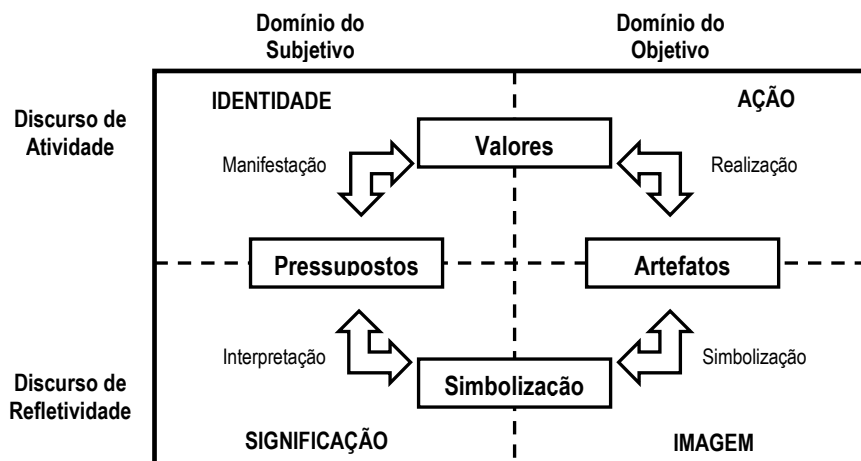 Domínio do
Subjetivo
Domínio do
Objetivo
IDENTIDADE
AÇÃO
Discurso de
Atividade
Valores
Manifestação
Realização
Pressupostos
Artefatos
Interpretação
Simbolização
Simbolizacão
Discurso de
Refletividade
SIGNIFICAÇÃO
IMAGEM